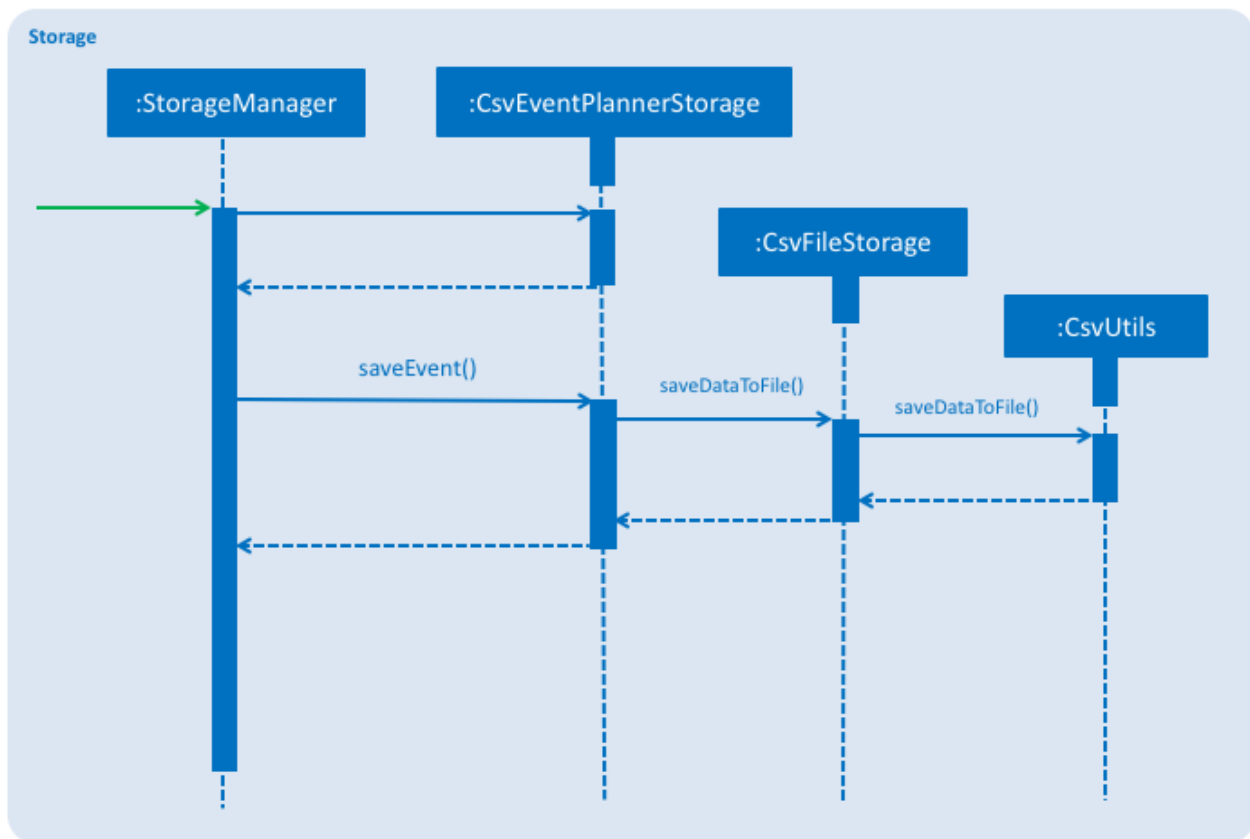 Storage
:StorageManager
:CsvEventPlannerStorage
:CsvFileStorage
:CsvUtils
saveEvent()
saveDataToFile()
saveDataToFile()